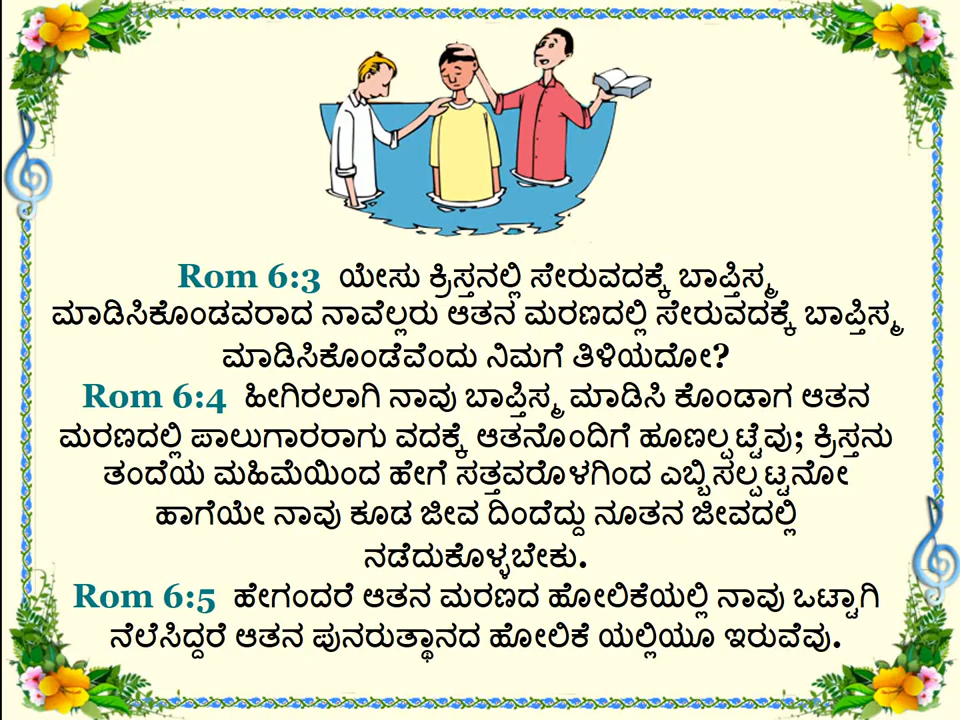 Rom 6:3 ಯೇಸು ಕ್ರಿಸ್ತನಲ್ಲಿ ಸೇರುವದಕ್ಕೆ ಬಾಪ್ತಿಸ್ಮ
ಮಾಡಿಸಿಕೊಂಡವರಾದ ನಾವೆಲ್ಲರು ಆತನ ಮರಣದಲ್ಲಿ ಸೇರುವದಕ್ಕೆ ಬಾಪ್ತಿಸ್ಮ
ಮಾಡಿಸಿಕೊಂಡೆವೆಂದು ನಿಮಗೆ ತಿಳಿಯದೋ?
Rom 6:4 ಹೀಗಿರಲಾಗಿ ನಾವು ಬಾಪ್ತಿಸ್ಮ ಮಾಡಿಸಿ ಕೊಂಡಾಗ ಆತನ
ಮರಣದಲ್ಲಿ ಪಾಲುಗಾರರಾಗು ವದಕ್ಕೆ ಆತನೊಂದಿಗೆ ಹೂಣಲ್ಪಟ್ಟೆವು; ಕ್ರಿಸ್ತನು
ತಂದೆಯ ಮಹಿಮೆಯಿಂದ ಹೇಗೆ ಸತ್ತವರೊಳಗಿಂದ ಎಬ್ಬಿಸಲ್ಪಟ್ಟನೋ
ಹಾಗೆಯೇ ನಾವು ಕೂಡ ಜೀವ ದಿಂದೆದ್ದು ನೂತನ ಜೀವದಲ್ಲಿ
ನಡೆದುಕೊಳ್ಳಬೇಕು.
Rom 6:5 ಹೇಗಂದರೆ ಆತನ ಮರಣದ ಹೋಲಿಕೆಯಲ್ಲಿ ನಾವು ಒಟ್ಟಾಗಿ
ನೆಲೆಸಿದ್ದರೆ ಆತನ ಪುನರುತ್ಥಾನದ ಹೋಲಿಕೆ ಯಲ್ಲಿಯೂ ಇರುವೆವು.